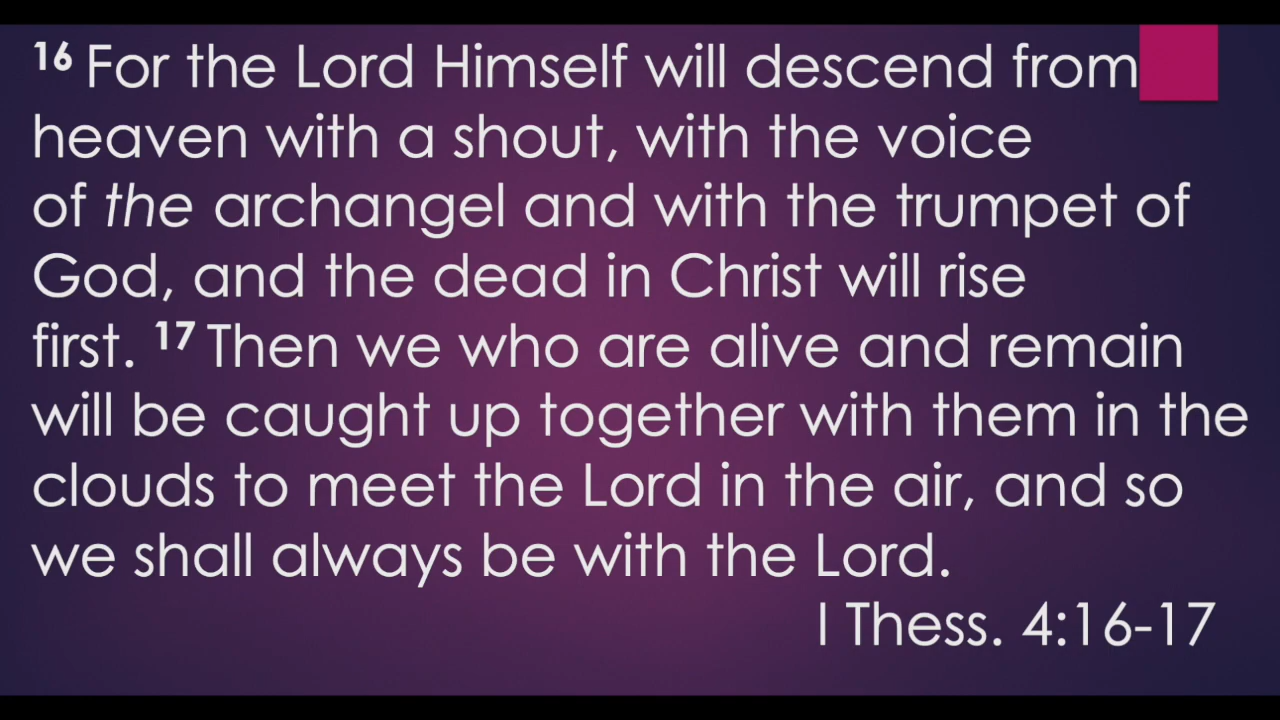 16 For the Lord Himself will descend from
heaven with a shout, with the voice
of the archangel and with the trumpet of
God, and the dead in Christ will rise
first. 17 Then we who are alive and remain
will be caught up together with them in the
clouds to meet the Lord in the air, and so
we shall always be with the Lord.
I Thess. 4:16-17